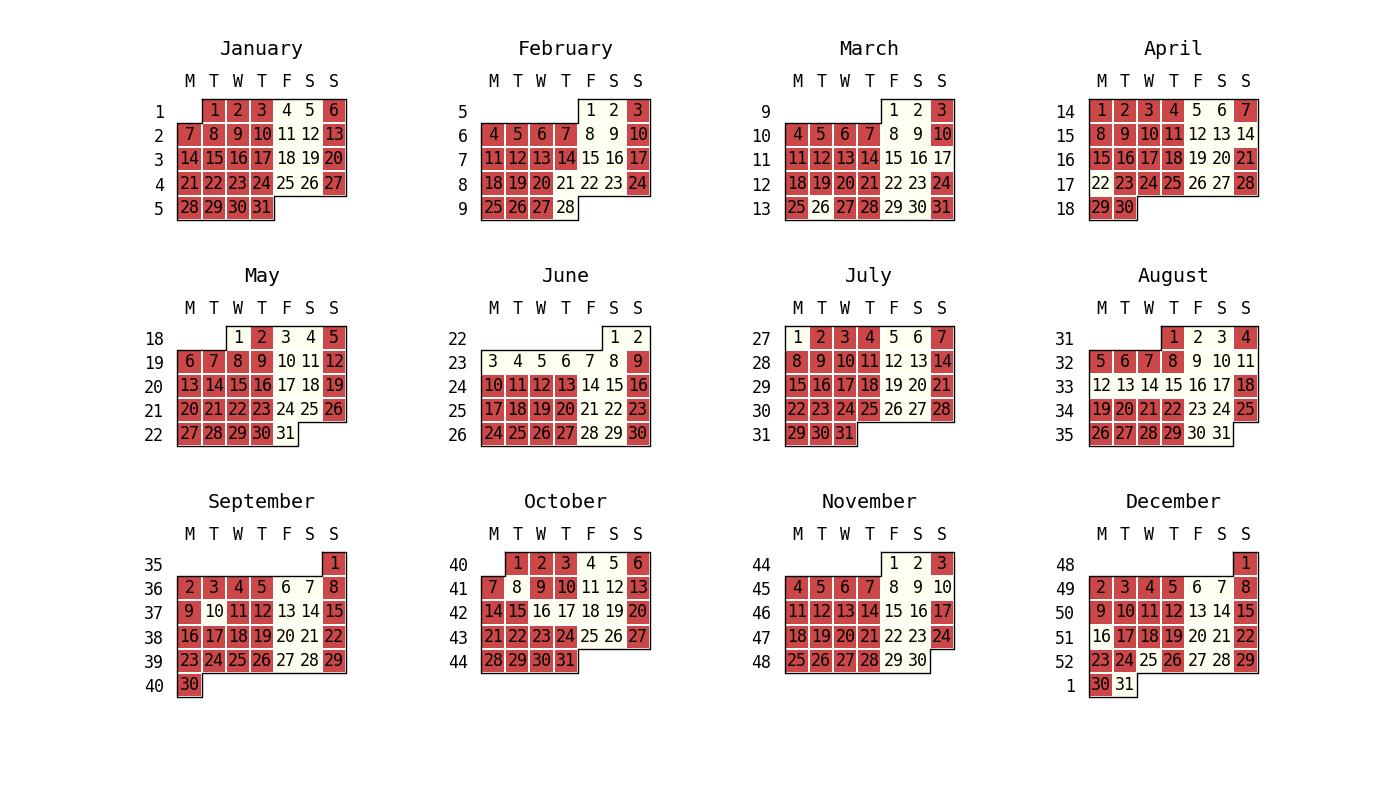 January February March April
M T W T F S S M T W T F S S M T W T F S S M T W T F S S
1 1 2 3 4 5 6 5 1 2 3 9 1 2 3 14 1 2 3 4 5 6 7
2 7 8 9 10 11 12 13 6 4 5 6 7 8 9 10 10 4 5 6 7 8 9 10 15 8 9 10 11 12 13 14
3 14 15 16 17 18 19 20 7 11 12 13 14 15 16 17 11 11 12 13 14 15 16 17 16 15 16 17 18 19 20 21
4 21 22 23 24 25 26 27 8 18 19 20 21 22 23 24 12 18 19 20 21 22 23 24 17 22 23 24 25 26 27 28
5 28 29 30 31 9 25 26 27 28 13 25 26 27 28 29 30 31 18 29 30
May June July August
M T W T F S S M T W T F S S M T W T F S S M T W T F S S
18 1 2 3 4 5 22 1 2 27 1 2 3 4 5 6 7 31 1 2 3 4
19 6 7 8 9 10 11 12 23 3 4 5 6 7 8 9 28 8 9 10 11 12 13 14 32 5 6 7 8 9 10 11
20 13 14 15 16 17 18 19 24 10 11 12 13 14 15 16 29 15 16 17 18 19 20 21 33 12 13 14 15 16 17 18
21 20 21 22 23 24 25 26 25 17 18 19 20 21 22 23 30 22 23 24 25 26 27 28 34 19 20 21 22 23 24 25
22 27 28 29 30 31 26 24 25 26 27 28 29 30 31 29 30 31 35 26 27 28 29 30 31
September October November December
M T W T F S S M T W T F S S M T W T F S S M T W T F S S
35 1 40 1 2 3 4 5 6 44 1 2 3 48 1
36 2 3 4 5 6 7 8 41 7 8 9 10 11 12 13 45 4 5 6 7 8 9 10 49 2 3 4 5 6 7 8
37 9 10 11 12 13 14 15 42 14 15 16 17 18 19 20 46 11 12 13 14 15 16 17 50 9 10 11 12 13 14 15
38 16 17 18 19 20 21 22 43 21 22 23 24 25 26 27 47 18 19 20 21 22 23 24 51 16 17 18 19 20 21 22
39 23 24 25 26 27 28 29 44 28 29 30 31 48 25 26 27 28 29 30 52 23 24 25 26 27 28 29
40 30 1 30 31